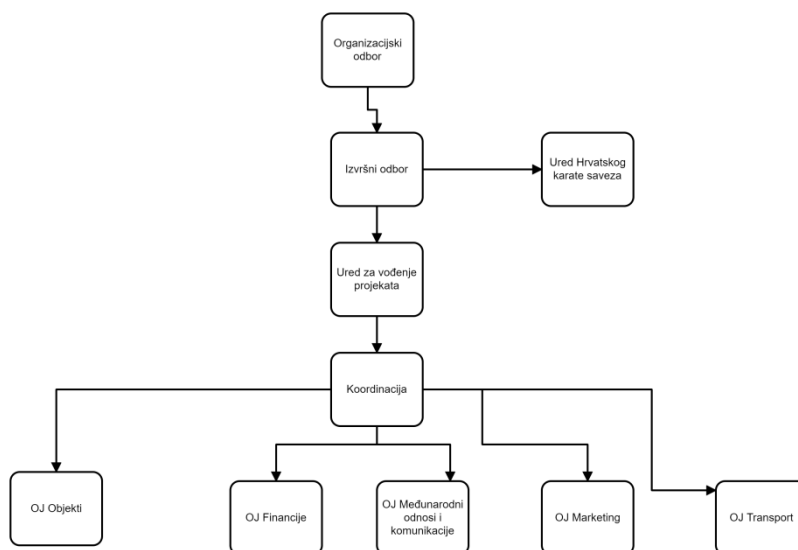 Organizacijski
odbor
Izvršni odbor
Ured Hrvatskog
karate saveza
Ured za vođenje
projekata
Koordinacija
OJ Objekti
OJ Financije
OJ Međunarodni
odnosi i
komunikacije
OJ Marketing
OJ Transport